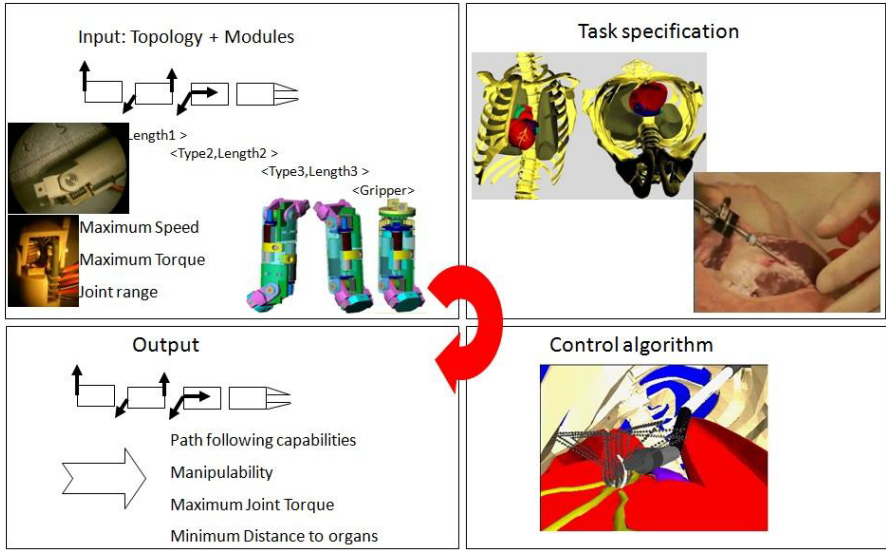 Input: Topology + Modules
Length1 >
<Type2,Length2 >
<Type3,Length3 >
<Gripper>
Maximum Speed
Maximum Torque
Joint range
Task specification
Output
Path following capabilities
Manipulability
Maximum Joint Torque
Minimum Distance to organs
Control algorithm